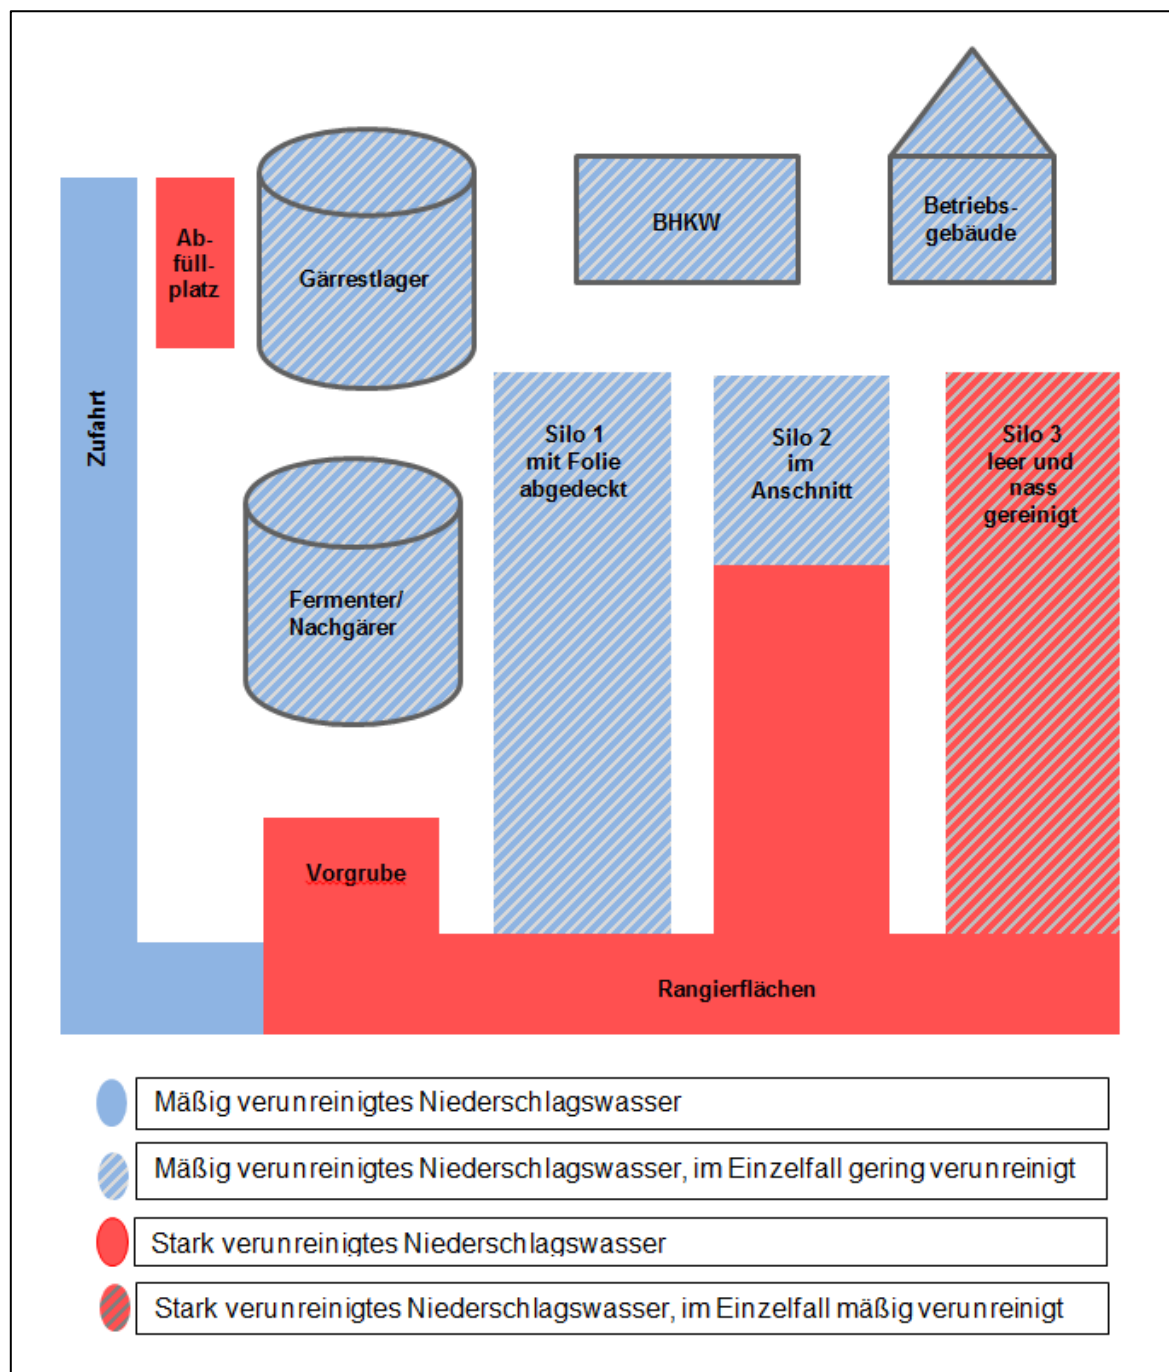 Ab-
füll-
platz
Gärrestlager
BHKW
Betriebs-
gebäude
Zufahrt
Silo 1
mit Folie
abgedeckt
Silo 2
im
Anschnitt
Silo 3
leer und
nass
gereinigt
Fermenter/
Nachgärer
Vorgrube
Rangierflächen
Mäßig verunreinigtes Niederschlagswasser
Mäßig verunreinigtes Niederschlagswasser, im Einzelfall gering verunreinigt
Stark verunreinigtes Niederschlagswasser
Stark verunreinigtes Niederschlagswasser, im Einzelfall mäßig verunreinigt